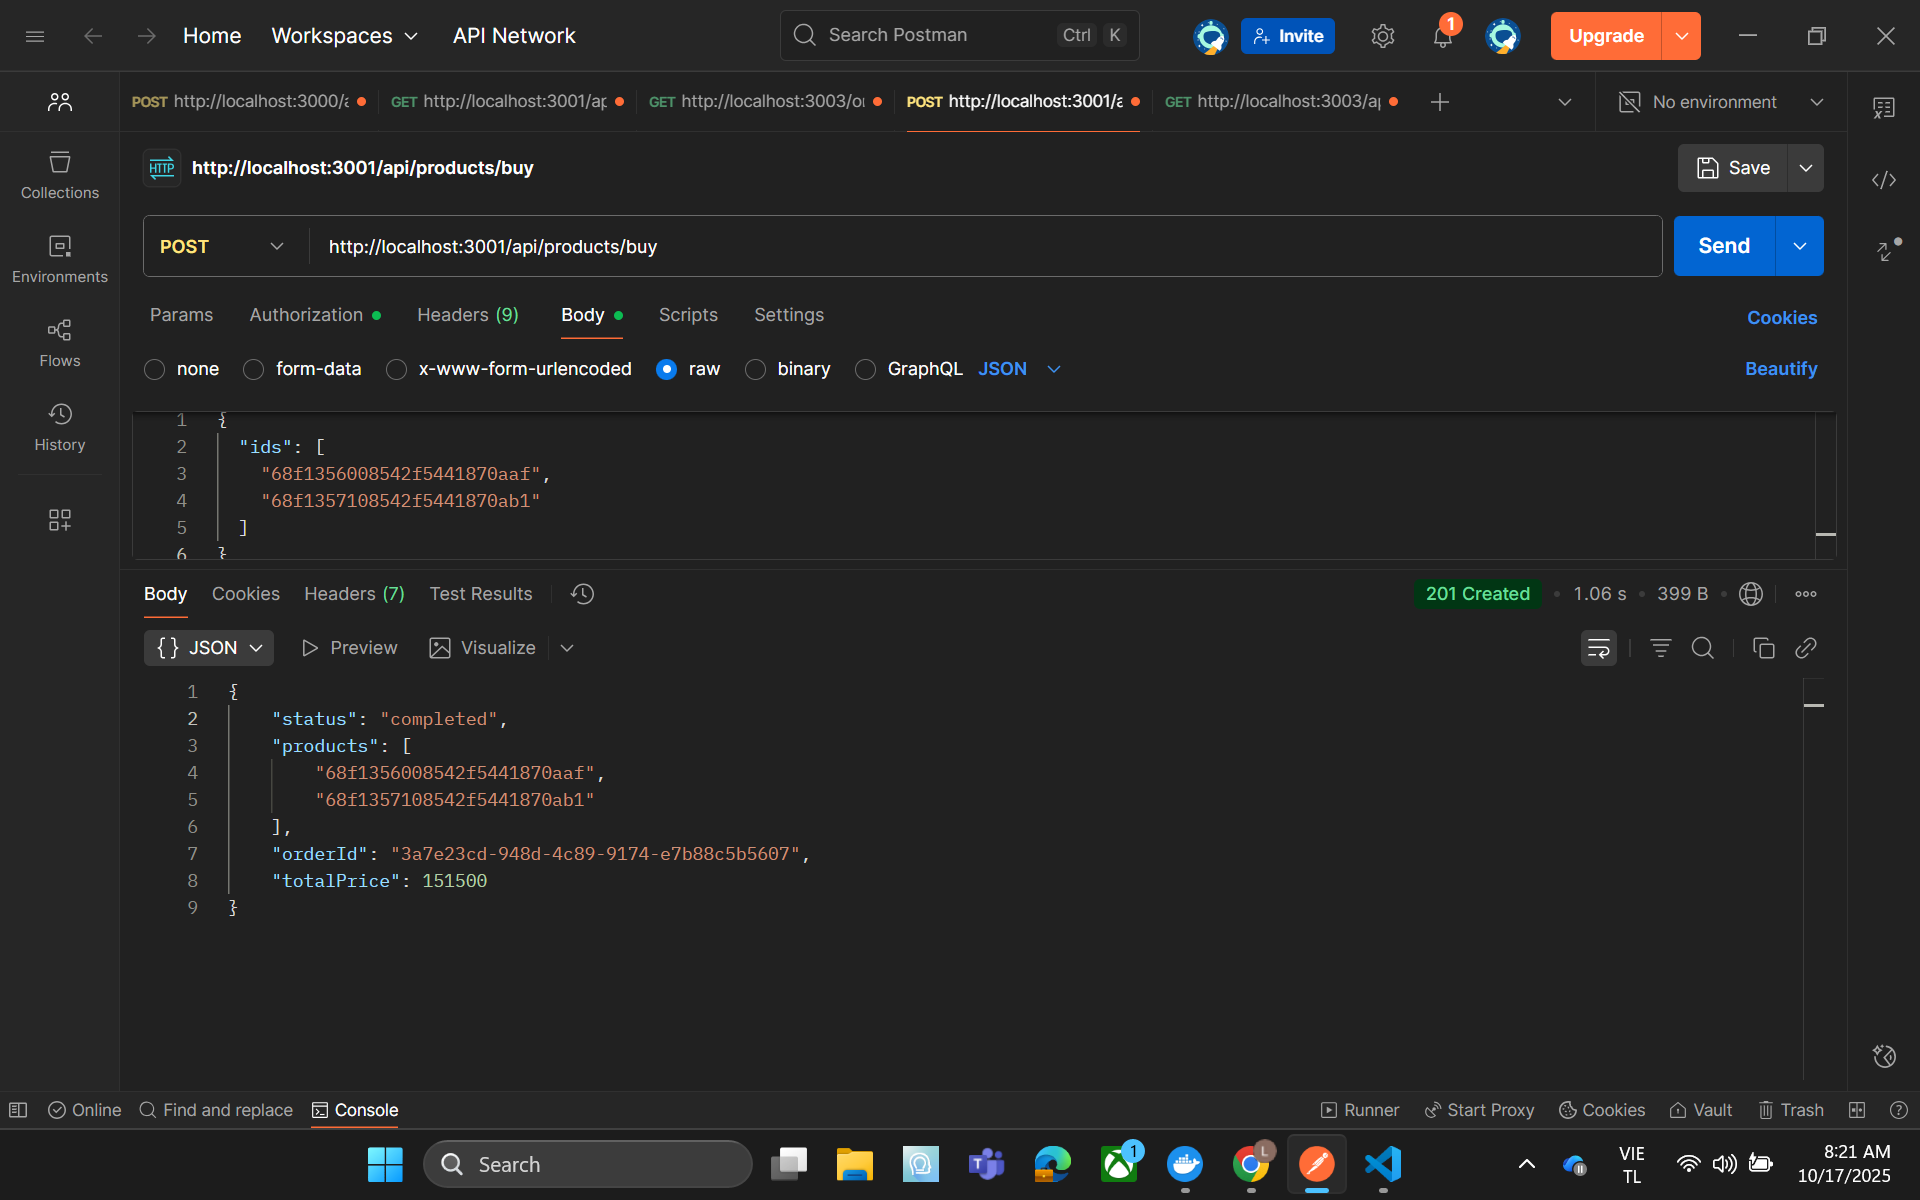 Home
Workspaces
API Network
Search Postman
Ctrl K
Invite
1
Upgrade
POST http://localhost:3000/a
GET http://localhost:3001/ap
GET http://localhost:3003/or
POST http://localhost:3001/a
GET http://localhost:3003/ap
No environment
Collections
Environments
Flows
History
HTTP
http://localhost:3001/api/products/buy
Save
POST
http://localhost:3001/api/products/buy
Send
Params
Authorization
Headers (9)
Body
Scripts
Settings
Cookies
none
form-data
x-www-form-urlencoded
raw
binary
GraphQL
JSON
Beautify
1 {
2 "ids": [
3 "68f1356008542f5441870aaf",
4 "68f1357108542f5441870ab1"
5 ]
6 }
Body
Cookies
Headers (7)
Test Results
201 Created
1.06 s
399 B
{} JSON
Preview
Visualize
1 {
2 "status": "completed",
3 "products": [
4 "68f1356008542f5441870aaf",
5 "68f1357108542f5441870ab1"
6 ],
7 "orderId": "3a7e23cd-948d-4c89-9174-e7b88c5b5607",
8 "totalPrice": 151500
9 }
Online
Find and replace
Console
Runner
Start Proxy
Cookies
Vault
Trash
Search
T
1
L
VIE
TL
8:21 AM
10/17/2025